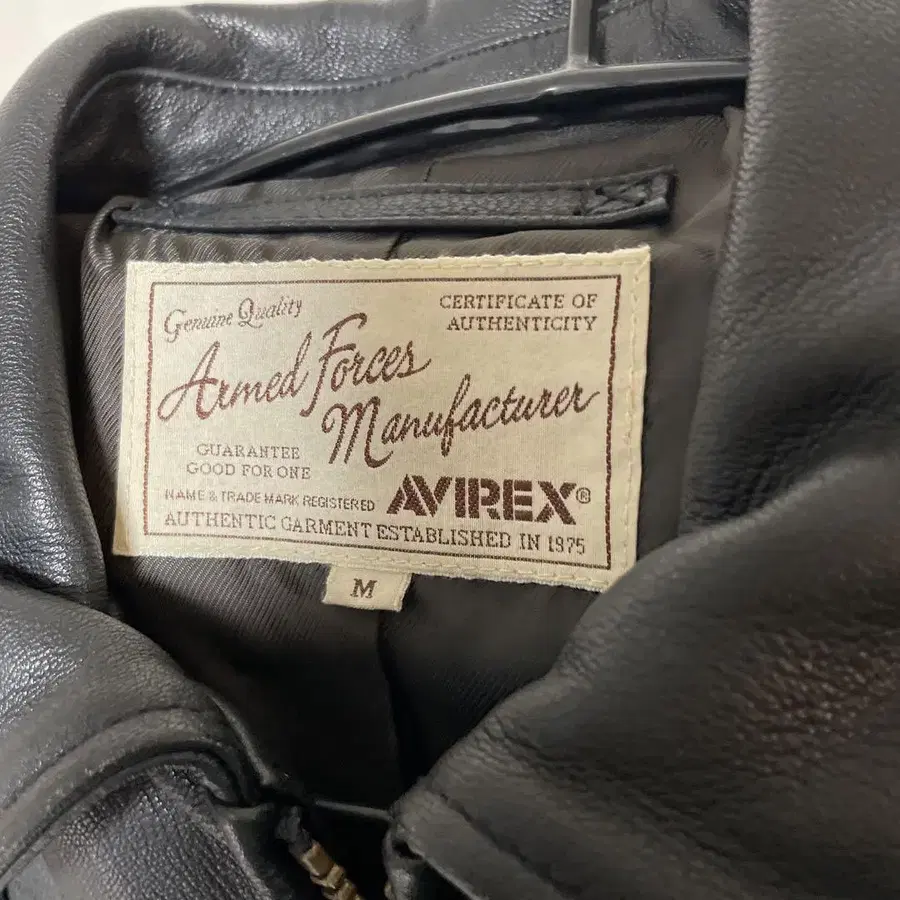 Genuine Quality
CERTIFICATE OF
AUTHENTICITY
Armed Forces
Manufacturer
GUARANTEE
GOOD FOR ONE
NAME & TRADE MARK REGISTERED
AVIREX®
AUTHENTIC GARMENT ESTABLISHED IN 1975
M